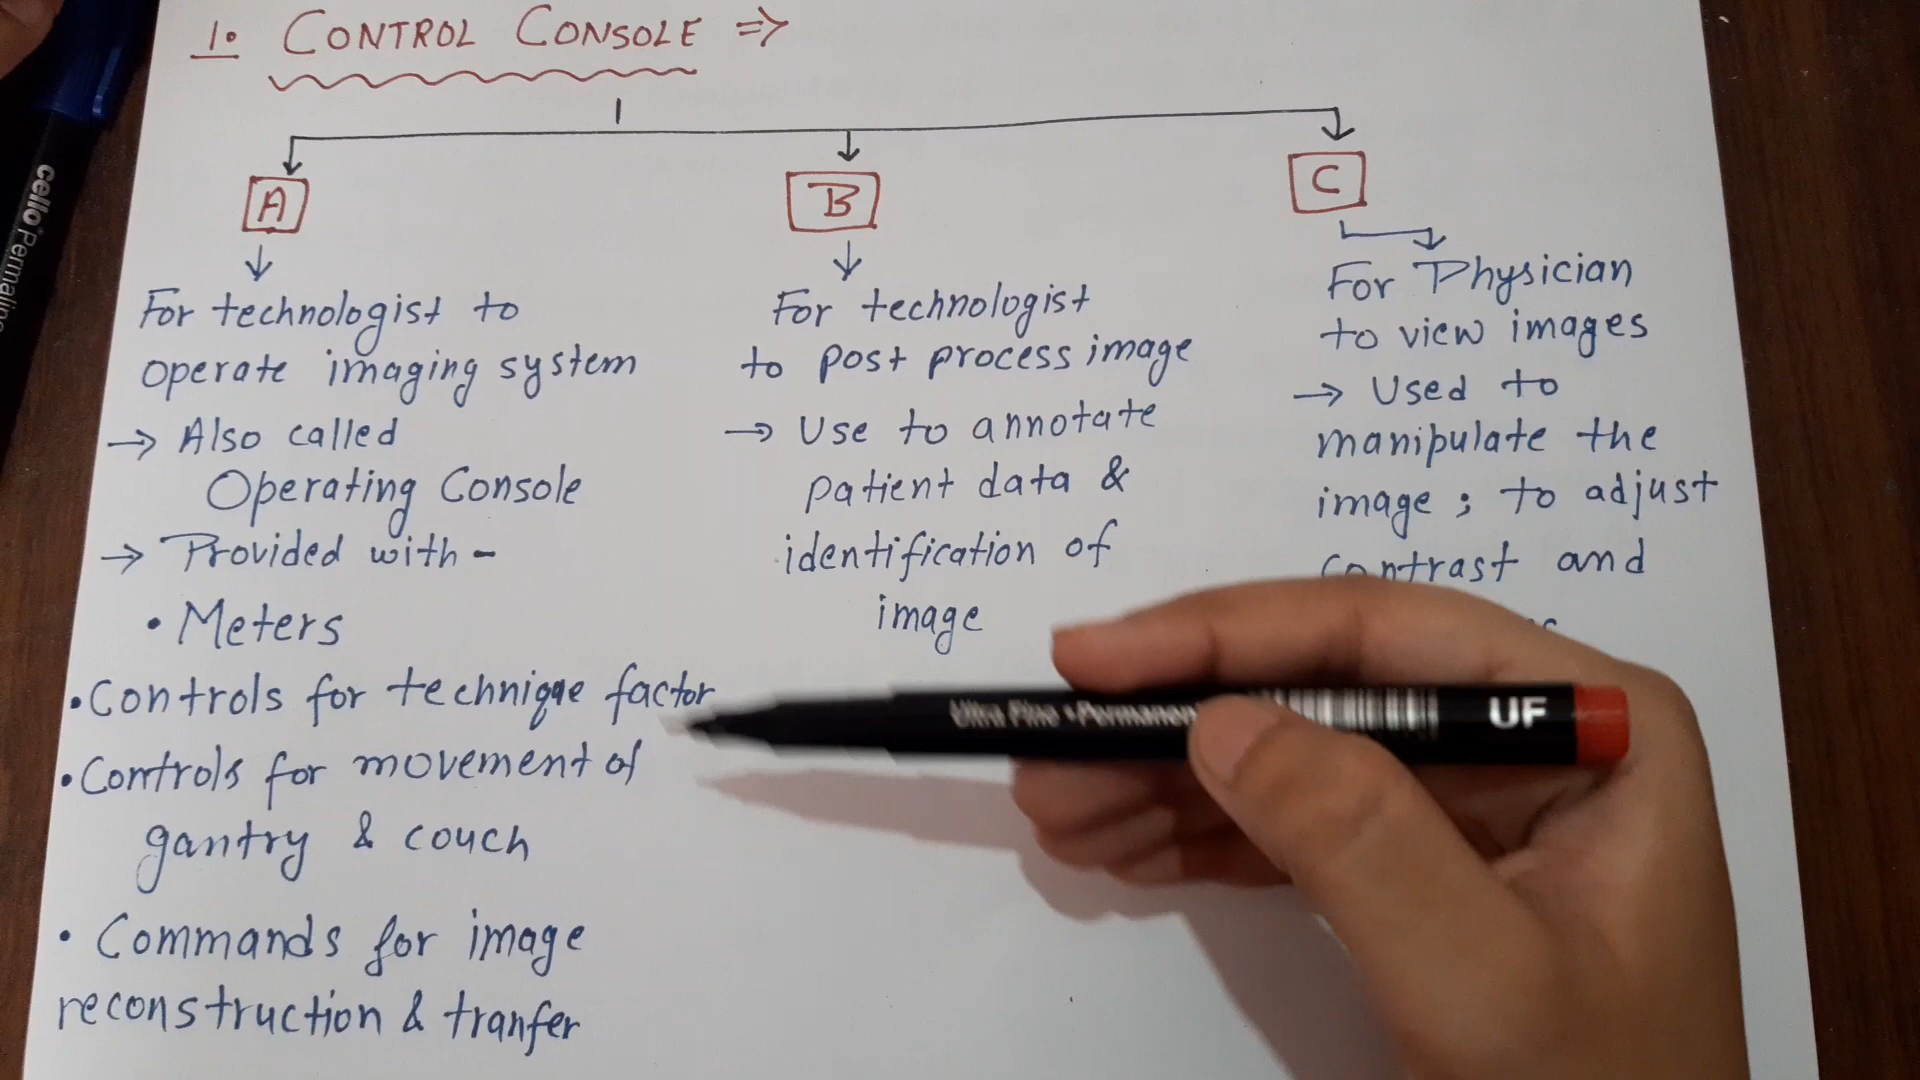 1. CONTROL CONSOLE ⇒
A
For technologist to
operate imaging system
→ Also called
Operating Console
→ Provided with -
• Meters
• Controls for technique factor
• Controls for movement of
gantry & couch
• Commands for image
reconstruction & tranfer
B
For technologist
to post process image
→ Use to annotate
patient data &
identification of
image
C
For Physician
to view images
→ Used to
manipulate the
image ; to adjust
contrast and
Ultra Fine • Permanen
UF
cello